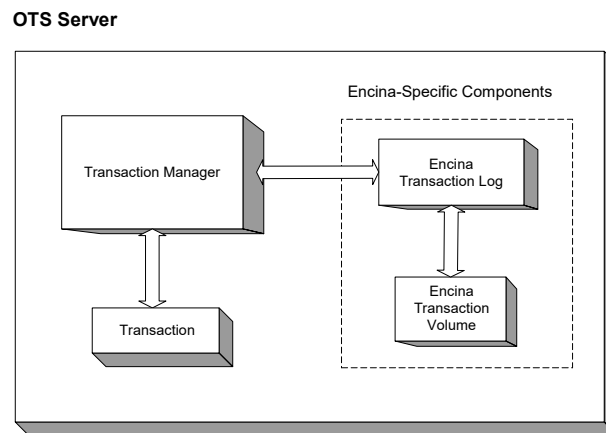 OTS Server
Encina-Specific Components
Transaction Manager
Encina
Transaction Log
Encina
Transaction
Volume
Transaction